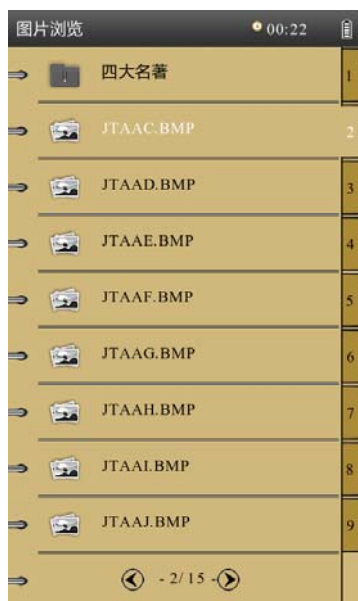 图片浏览 00:22
四大名著 1
JTAAC.BMP 2
JTAAD.BMP 3
JTAAE.BMP 4
JTAAF.BMP 5
JTAAG.BMP 6
JTAAH.BMP 7
JTAAI.BMP 8
JTAAJ.BMP 9
- 2/ 15 -